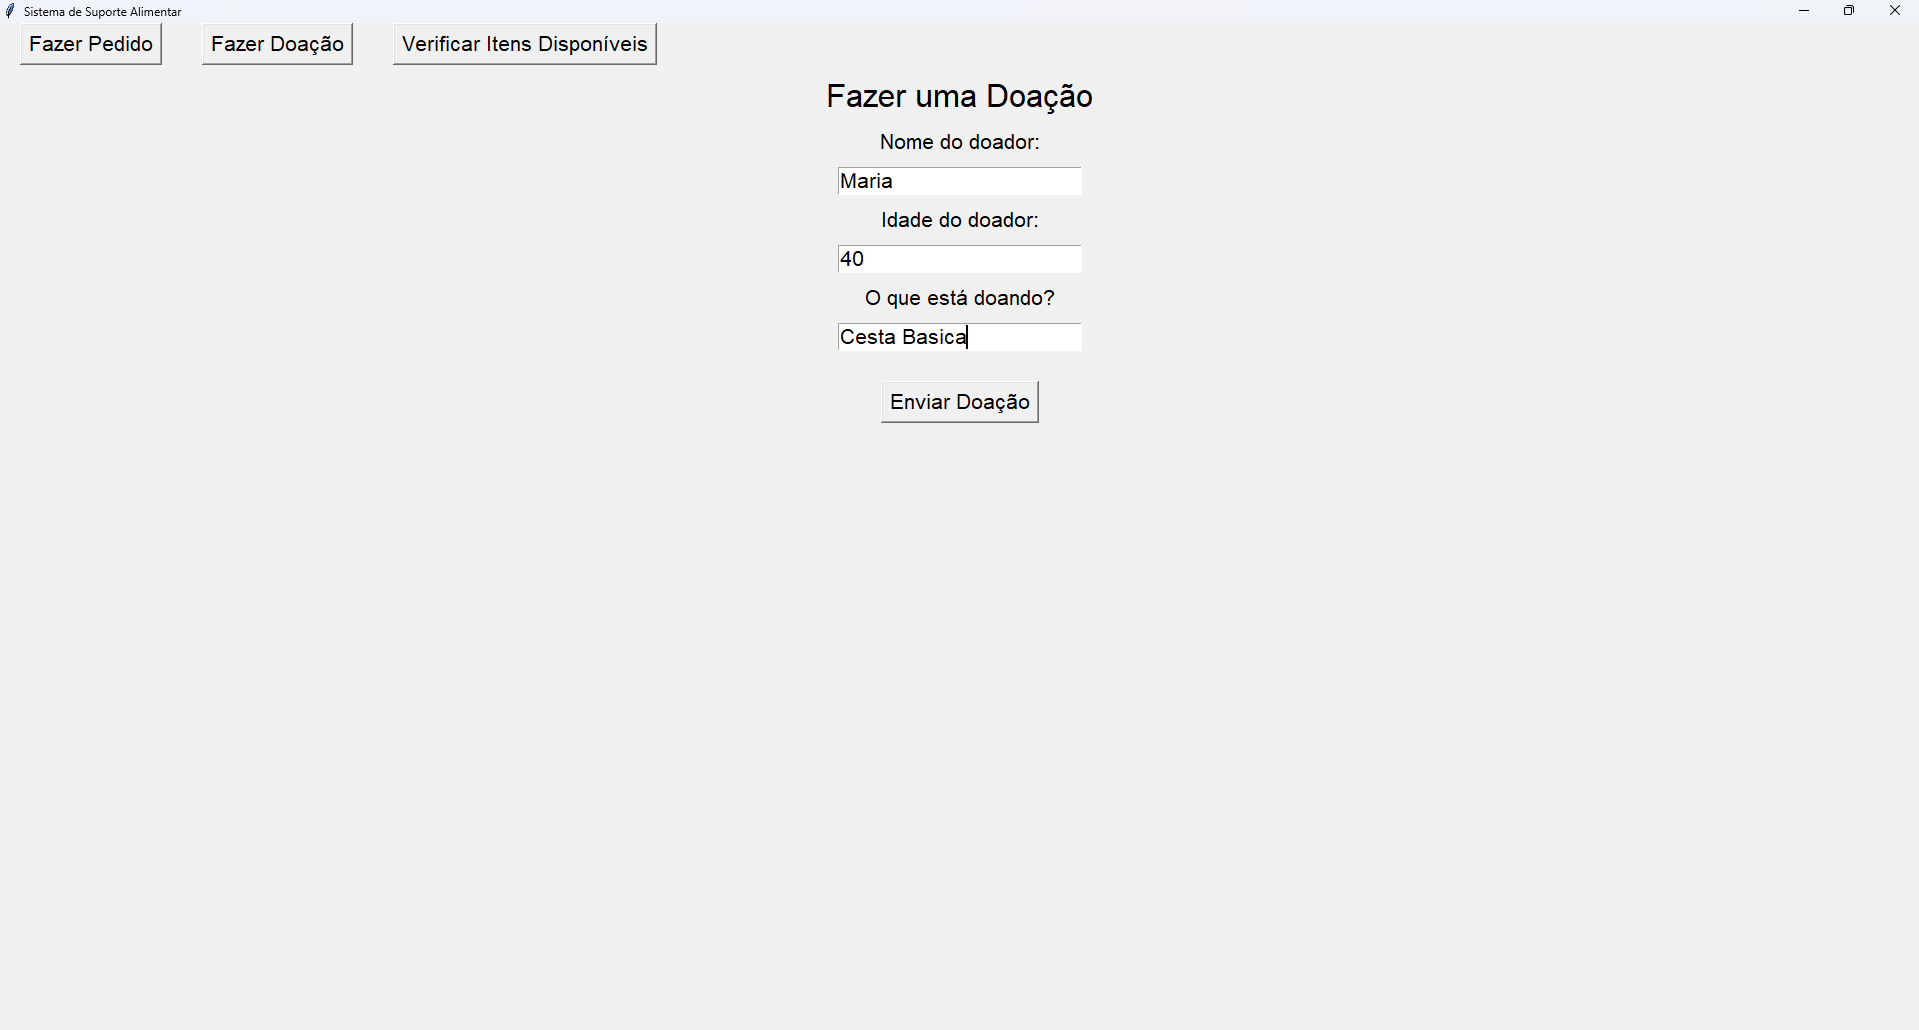 Sistema de Suporte Alimentar
Fazer Pedido Fazer Doação Verificar Itens Disponíveis
Fazer uma Doação
Nome do doador:
Maria
Idade do doador:
40
O que está doando?
Cesta Basica
Enviar Doação